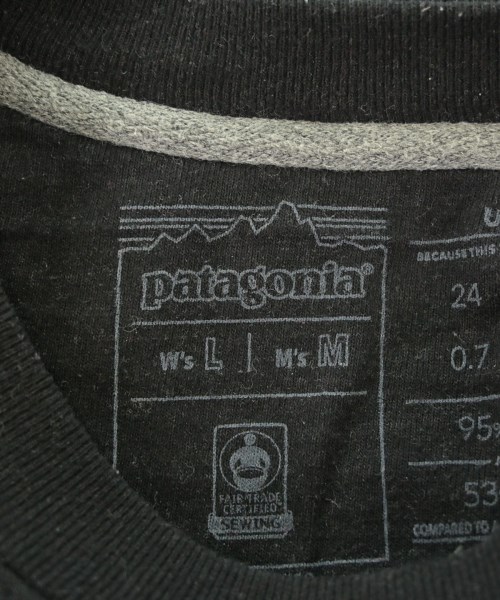 patagonia®
W's L | M's M
FAIR TRADE
CERTIFIED
SEWING
BECAUSE THIS
24
0.7
95%
53
COMPARED TO